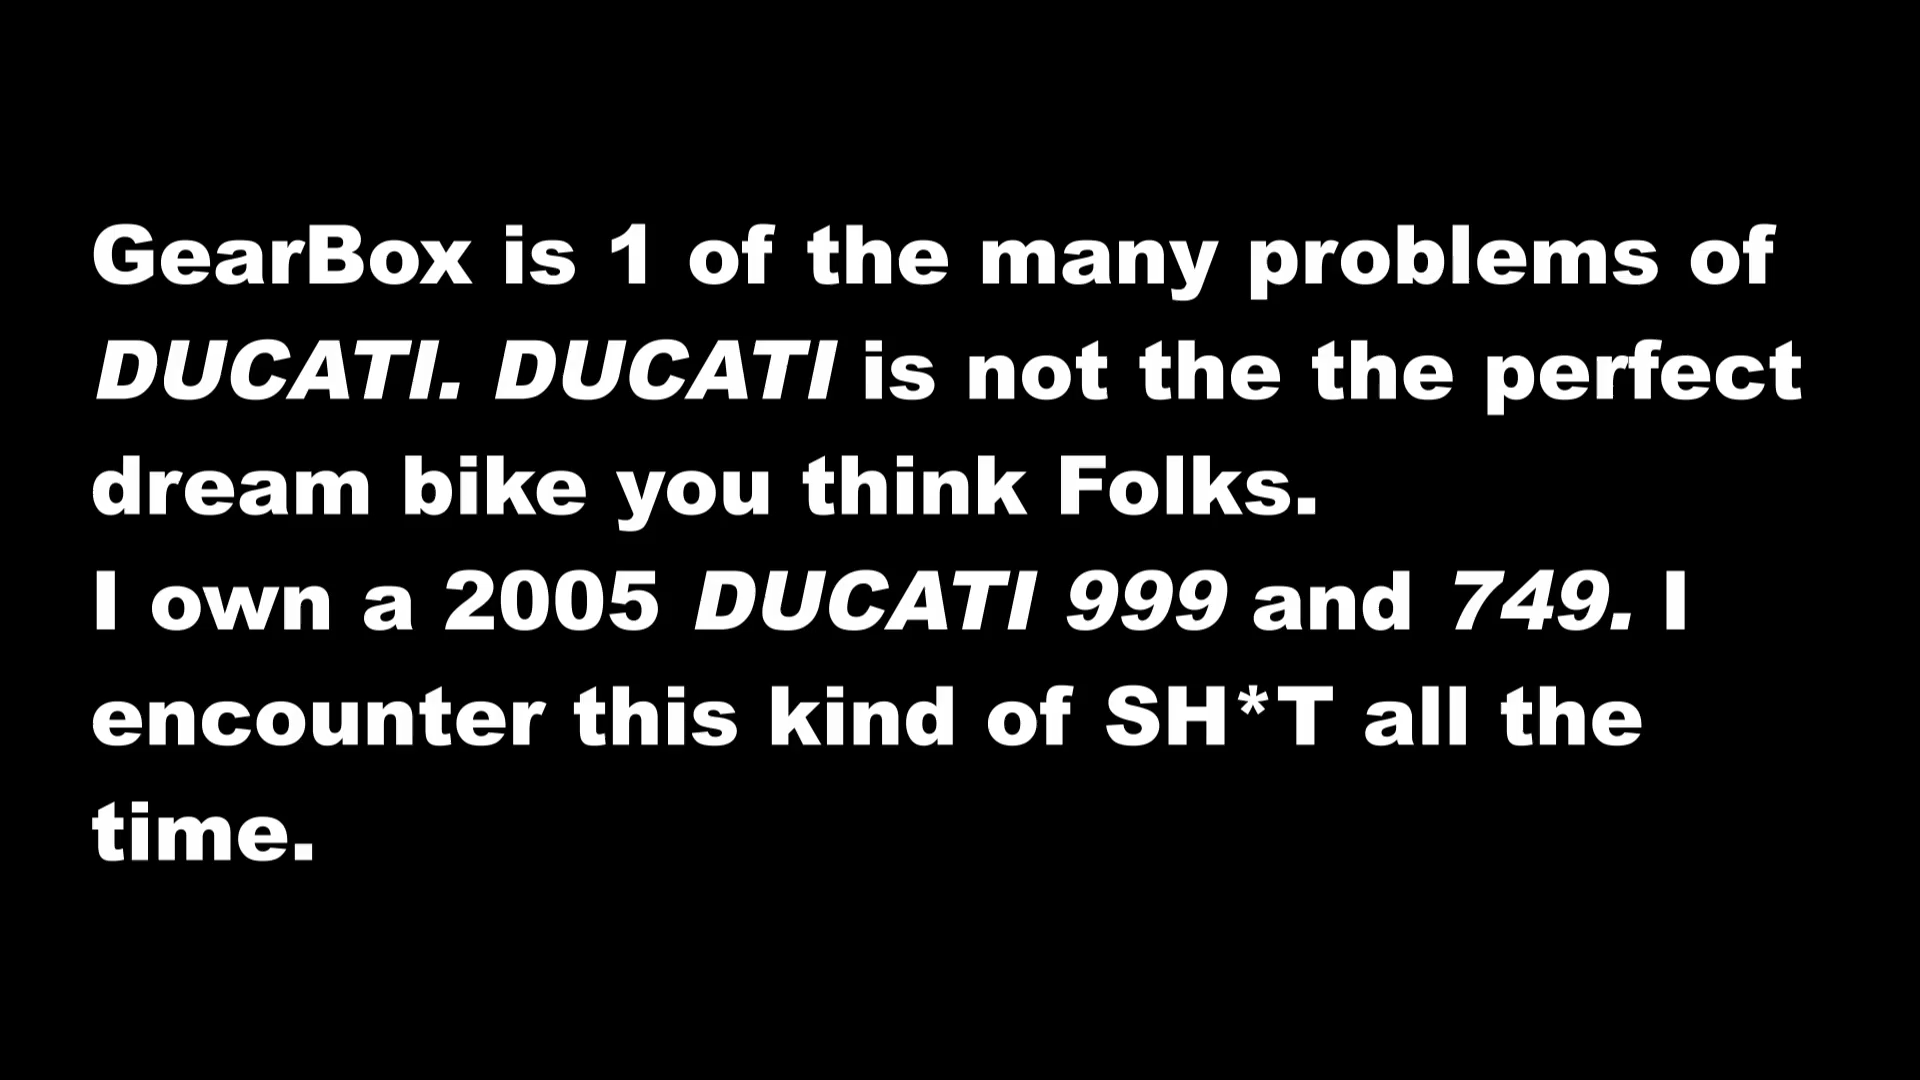 GearBox is 1 of the many problems of
DUCATI. DUCATI is not the the perfect
dream bike you think Folks.
I own a 2005 DUCATI 999 and 749. I
encounter this kind of SH*T all the
time.